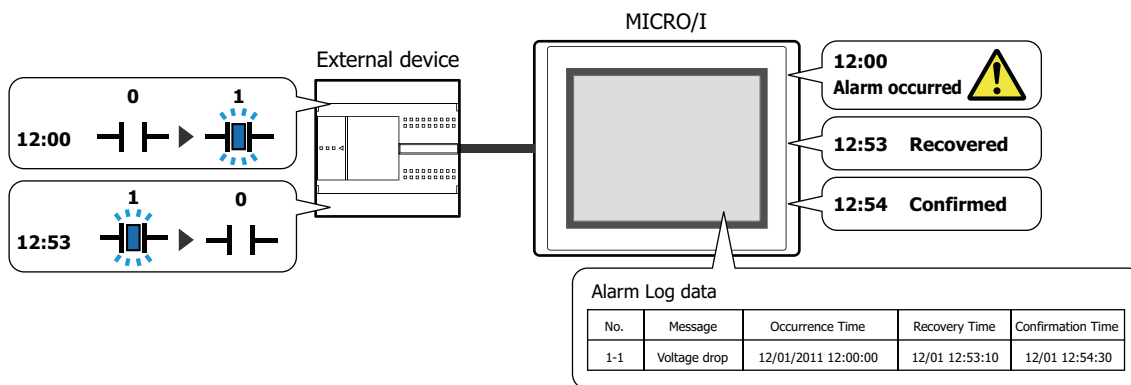 MICRO/I
External device
0 1
12:00
1 0
12:53
12:00
Alarm occurred
12:53 Recovered
12:54 Confirmed
Alarm Log data
No. Message Occurrence Time Recovery Time Confirmation Time
1-1 Voltage drop 12/01/2011 12:00:00 12/01 12:53:10 12/01 12:54:30